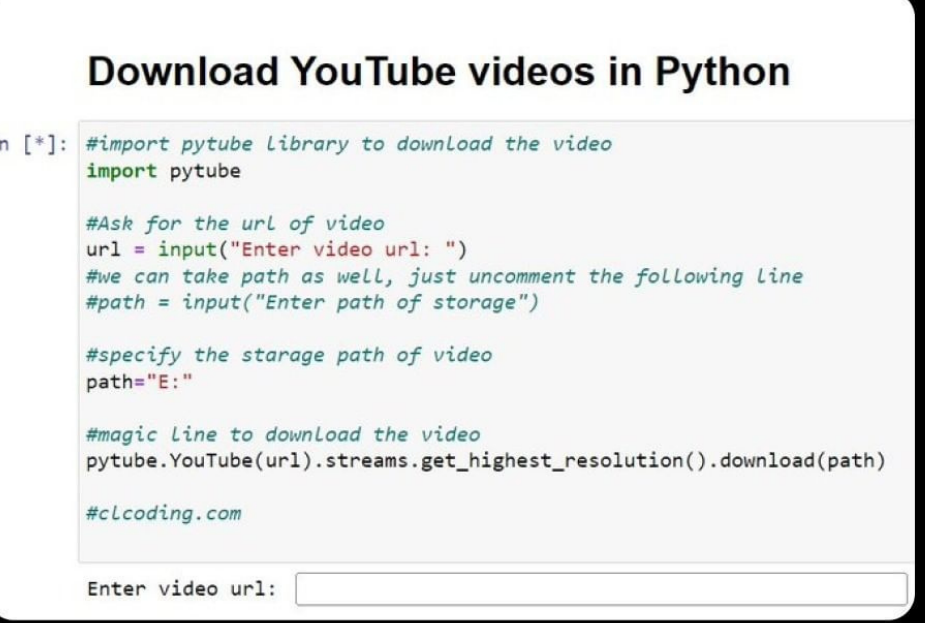 Download YouTube videos in Python
n [*]: #import pytube library to download the video
import pytube
#Ask for the url of video
url = input("Enter video url: ")
#we can take path as well, just uncomment the following line
#path = input("Enter path of storage")
#specify the starage path of video
path="E:"
#magic line to download the video
pytube.YouTube(url).streams.get_highest_resolution().download(path)
#clcoding.com
Enter video url: